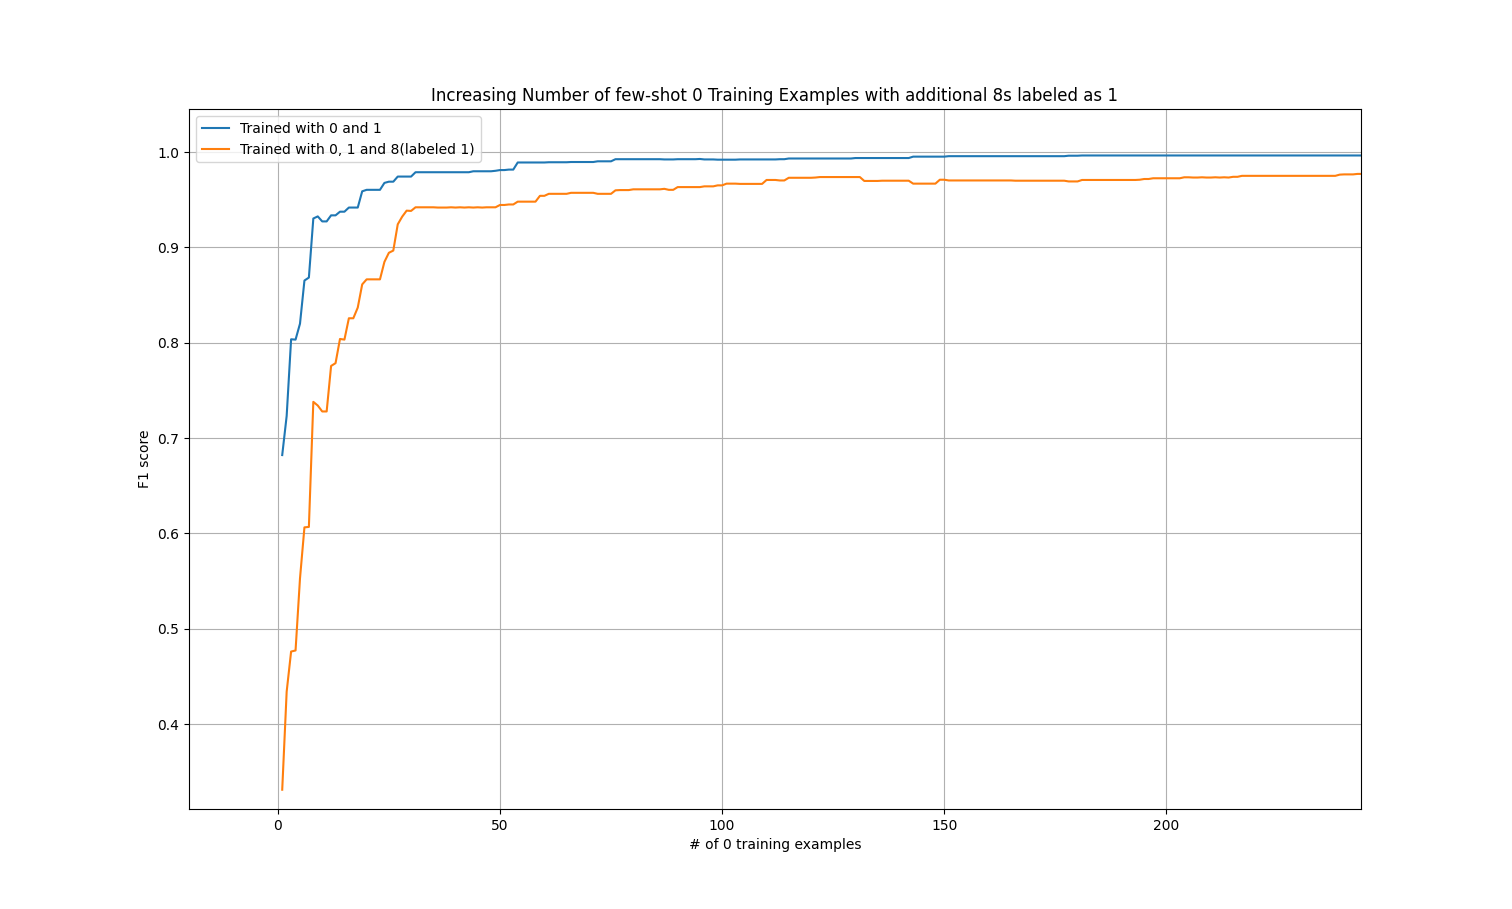 Increasing Number of few-shot 0 Training Examples with additional 8s labeled as 1
Trained with 0 and 1
Trained with 0, 1 and 8(labeled 1)
1.0
0.9
0.8
0.7
0.6
0.5
0.4
F1 score
0 50 100 150 200
# of 0 training examples